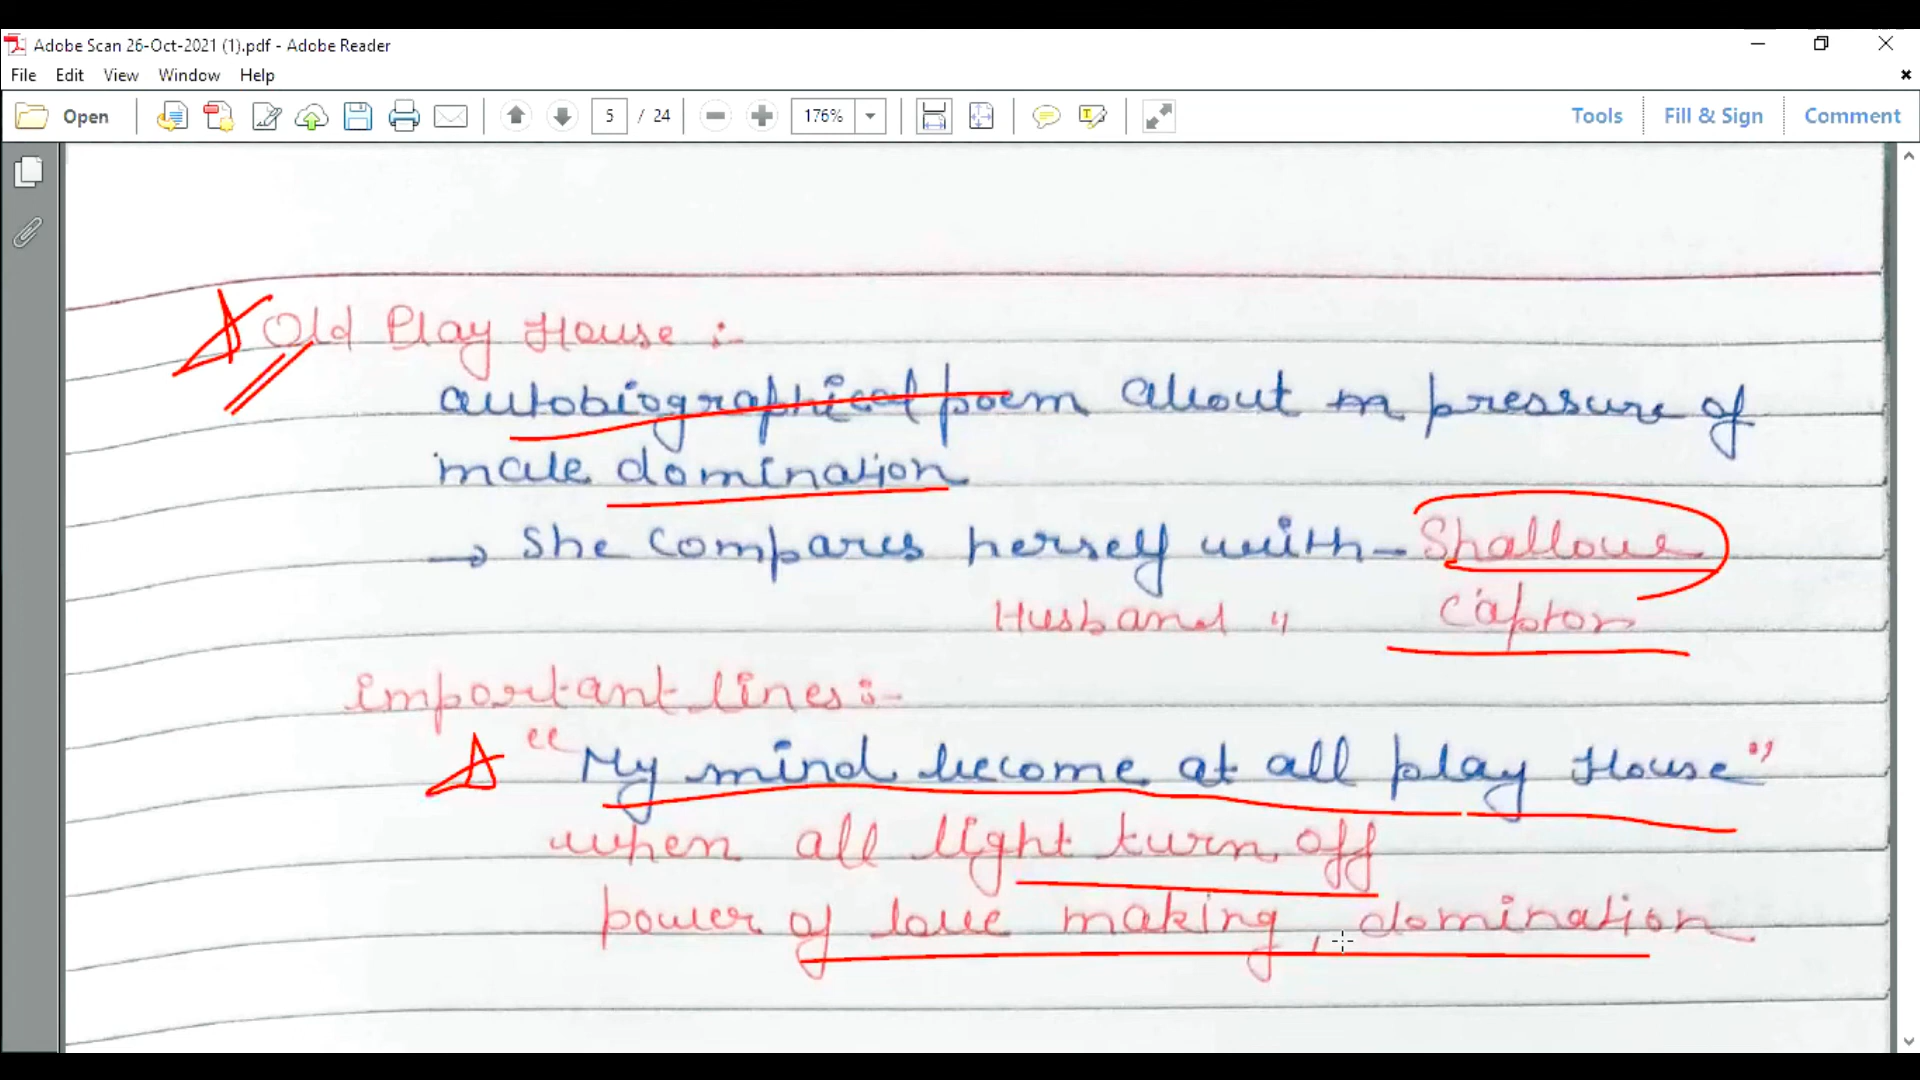 Adobe Scan 26-Oct-2021 (1).pdf - Adobe Reader
File Edit View Window Help
Open 5 / 24 176% Tools Fill & Sign Comment
Old Play House :-
autobiographical poem about m pressure of
male domination
→ She compares herself with - Shallow
Husband " Captor
important lines :-
"My mind become at all play House"
when all light turn off
power of love making, domination